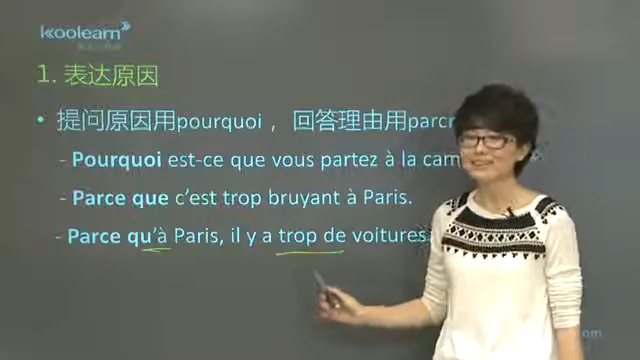 koolearn
1. 表达原因
• 提问原因用pourquoi， 回答理由用parc
- Pourquoi est-ce que vous partez à la cam
- Parce que c'est trop bruyant à Paris.
- Parce qu'à Paris, il y a trop de voitures.